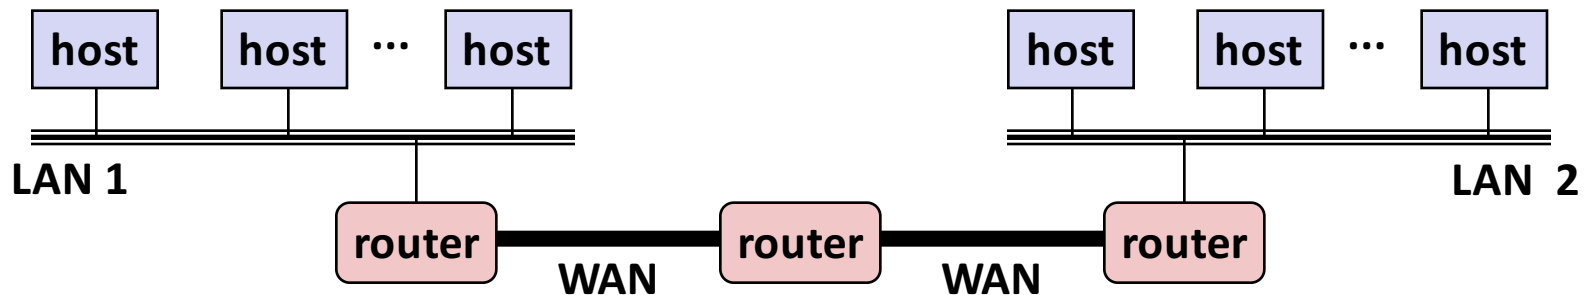 host host ... host host host ... host
LAN 1 LAN 2
router router router
WAN WAN